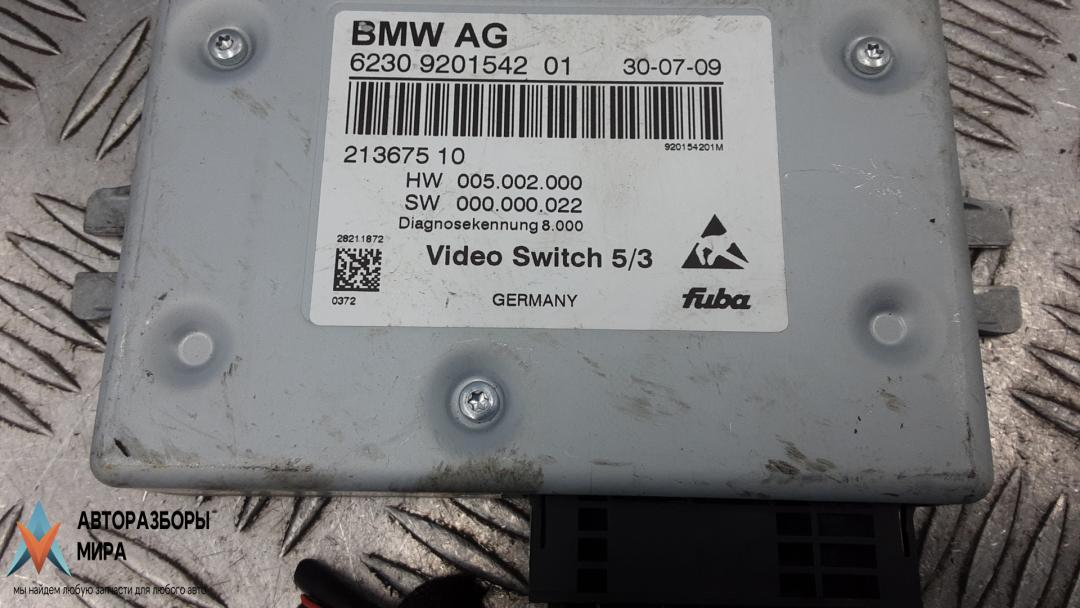 BMW AG
6230 9201542 01 30-07-09
920154201M
213675 10
HW 005.002.000
SW 000.000.022
Diagnosekennung 8.000
28211872
Video Switch 5/3
0372
GERMANY
fuba
АВТОРАЗБОРЫ
МИРА
мы найдем любую запчасти для любого авто